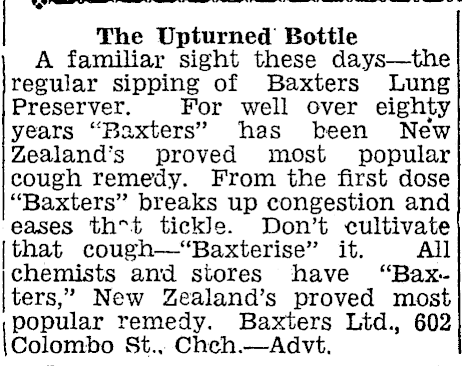 The Upturned Bottle
A familiar sight these days—the
regular sipping of Baxters Lung
Preserver. For well over eighty
years "Baxters" has been New
Zealand's proved most popular
cough remedy. From the first dose
"Baxters" breaks up congestion and
eases that tickle. Don't cultivate
that cough—"Baxterise" it. All
chemists and stores have "Bax-
ters," New Zealand's proved most
popular remedy. Baxters Ltd., 602
Colombo St., Chch.—Advt.